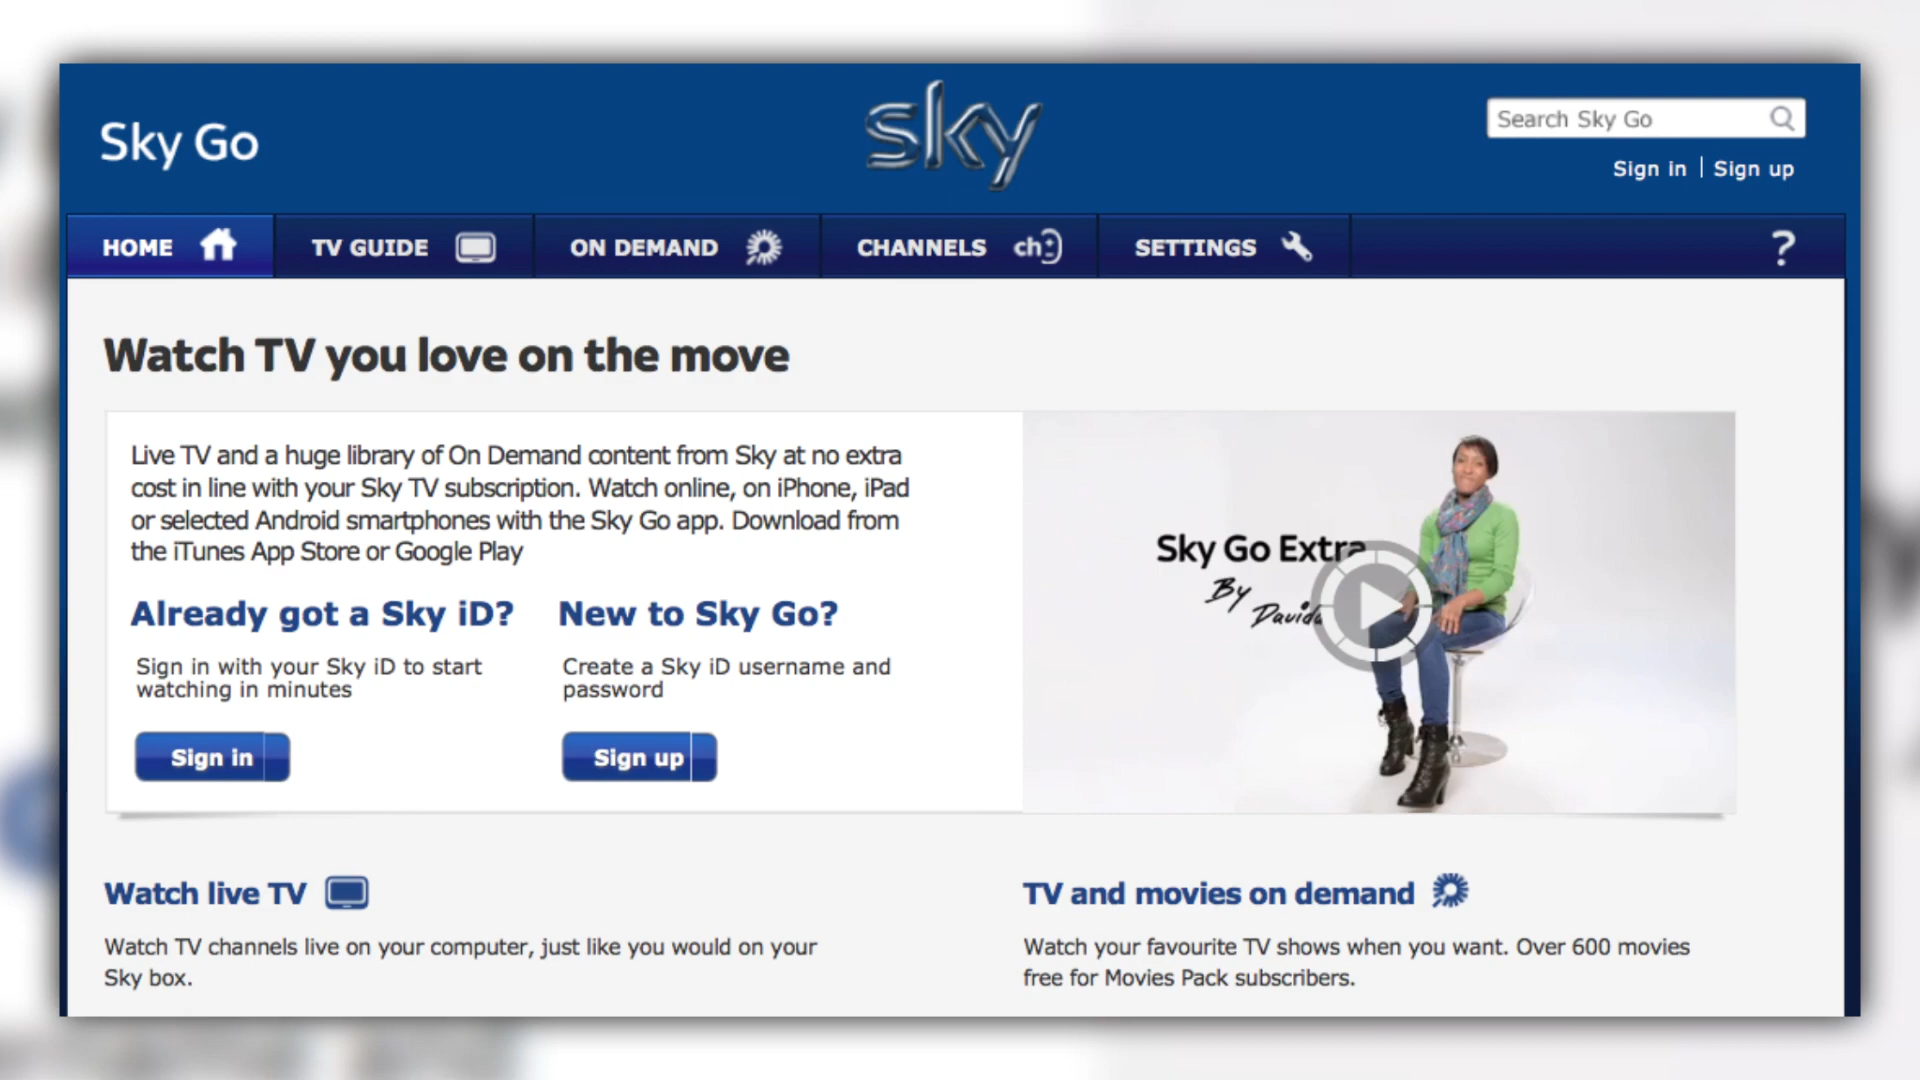 Sky Go
sky
Search Sky Go
Sign in | Sign up
HOME
TV GUIDE
ON DEMAND
CHANNELS ch
SETTINGS
?
Watch TV you love on the move
Live TV and a huge library of On Demand content from Sky at no extra
cost in line with your Sky TV subscription. Watch online, on iPhone, iPad
or selected Android smartphones with the Sky Go app. Download from
the iTunes App Store or Google Play
Already got a Sky iD?
Sign in with your Sky iD to start
watching in minutes
Sign in
New to Sky Go?
Create a Sky iD username and
password
Sign up
Sky Go Extra
By
Davida
Watch live TV
Watch TV channels live on your computer, just like you would on your
Sky box.
TV and movies on demand
Watch your favourite TV shows when you want. Over 600 movies
free for Movies Pack subscribers.